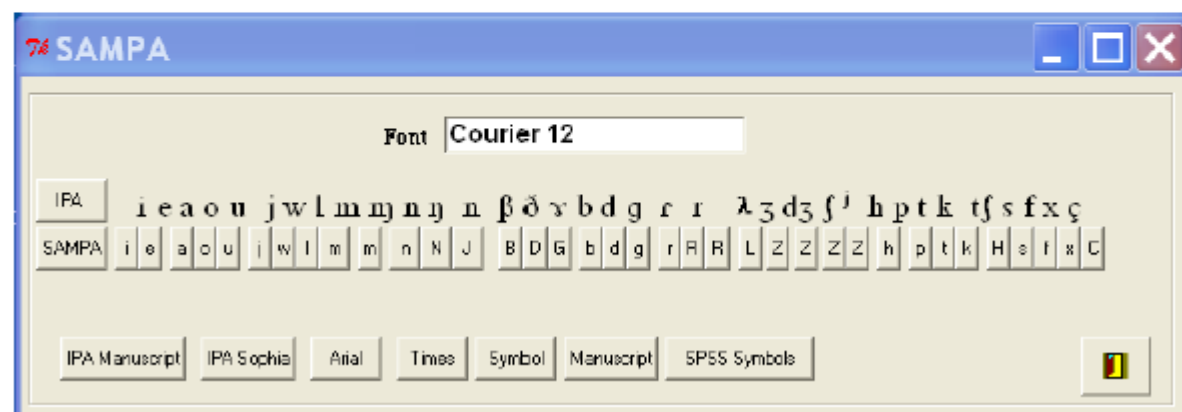 SAMPA
Font Courier 12
IPA i e a o u j w l m ɱ n ŋ n β ð ɤ b d g ɾ r ʎ ʒ dʒ ʃ ʲ h p t k tʃ s f x ç
SAMPA i e a o u j w l m m n N J B D G b d g r R R L Z Z Z Z h p t k H s f x C
IPA Manuscript IPA Sophia Arial Times Symbol Manuscript SPSS Symbols